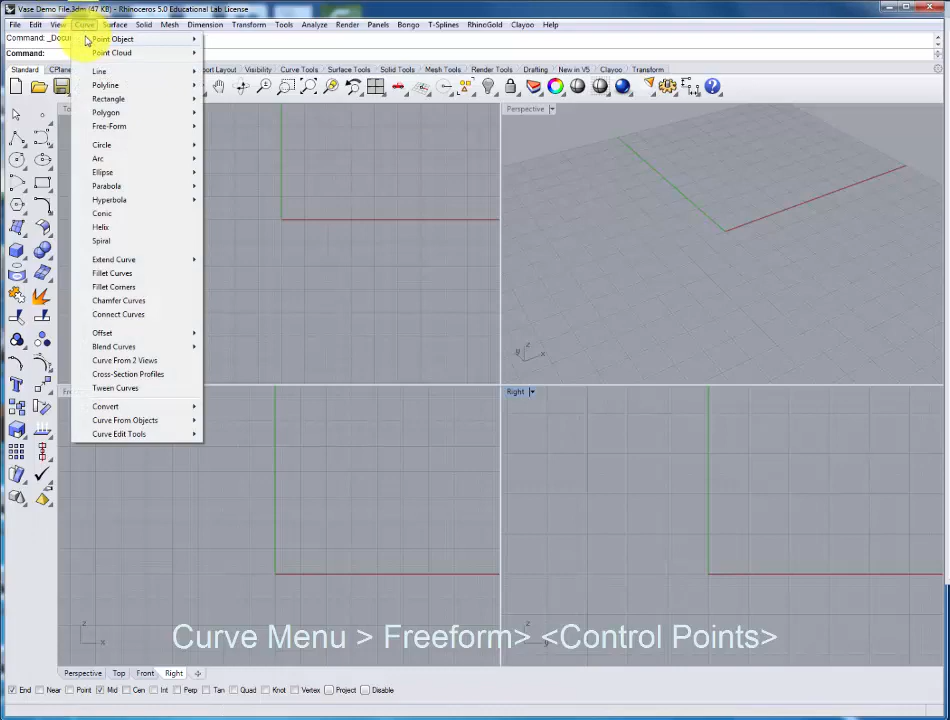 Vase Demo File.3dm (47 KB) - Rhinoceros 5.0 Educational Lab License
File Edit View Curve Surface Solid Mesh Dimension Transform Tools Analyze Render Panels Bongo T-Splines RhinoGold Clayoo Help
Command: _Docu
Command:
Standard CPlane port Layout Visibility Curve Tools Surface Tools Solid Tools Mesh Tools Render Tools Drafting New in V5 Clayoo Transform
Point Object
Point Cloud
Line
Polyline
Rectangle
Polygon
Free-Form
Circle
Arc
Ellipse
Parabola
Hyperbola
Conic
Helix
Spiral
Extend Curve
Fillet Curves
Fillet Corners
Chamfer Curves
Connect Curves
Offset
Blend Curves
Curve From 2 Views
Cross-Section Profiles
Tween Curves
Convert
Curve From Objects
Curve Edit Tools
To
Perspective
z
y x
Fro
Right
Curve Menu > Freeform> <Control Points>
z
x
z
Perspective Top Front Right
End Near Point Mid Cen Int Perp Tan Quad Knot Vertex Project Disable